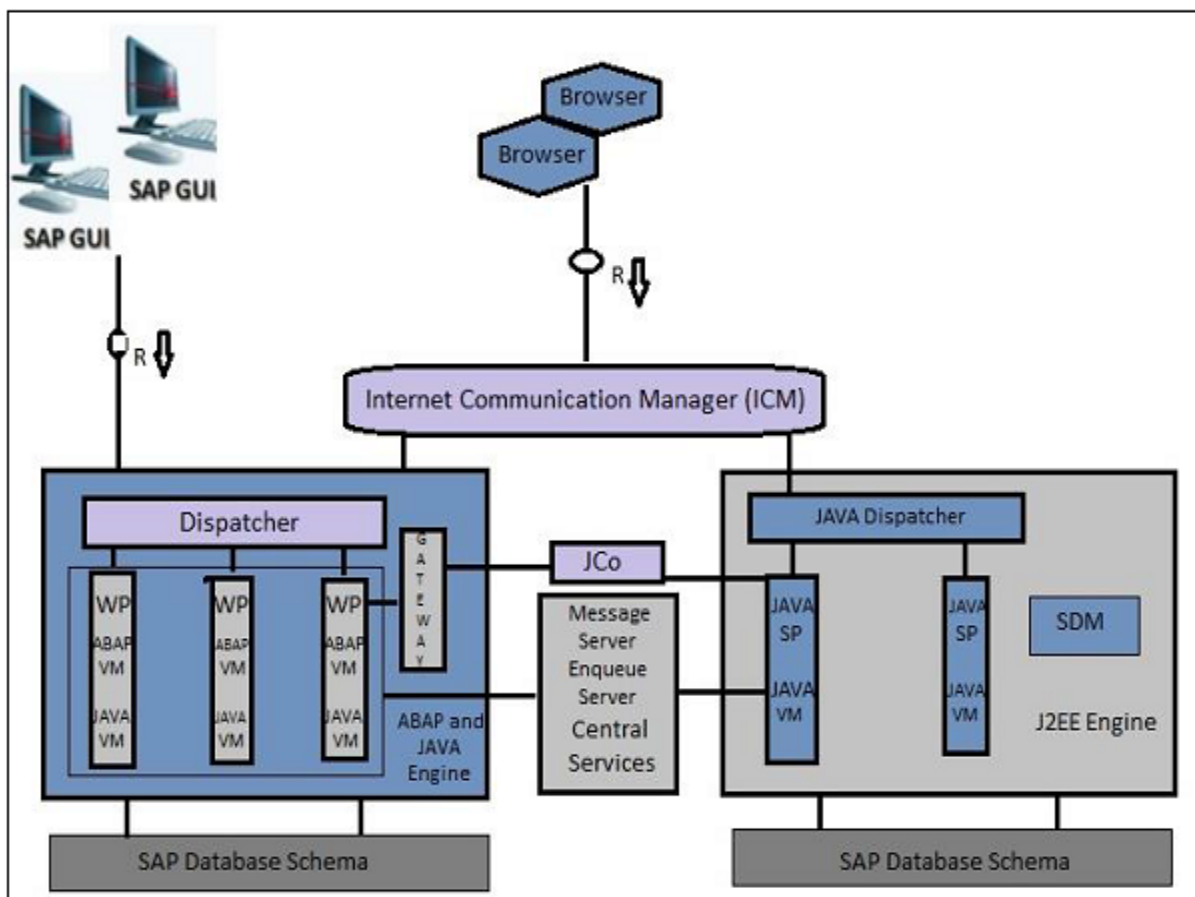 SAP GUI
SAP GUI
Browser
Browser
R
R
Internet Communication Manager (ICM)
Dispatcher
GATEWAY
WP
ABAP
VM
JAVA
VM
WP
ABAP
VM
JAVA
VM
WP
ABAP
VM
JAVA
VM
ABAP and
JAVA
Engine
JCo
Message
Server
Enqueue
Server
Central
Services
JAVA Dispatcher
JAVA
SP
JAVA
VM
JAVA
SP
JAVA
VM
SDM
J2EE Engine
SAP Database Schema
SAP Database Schema